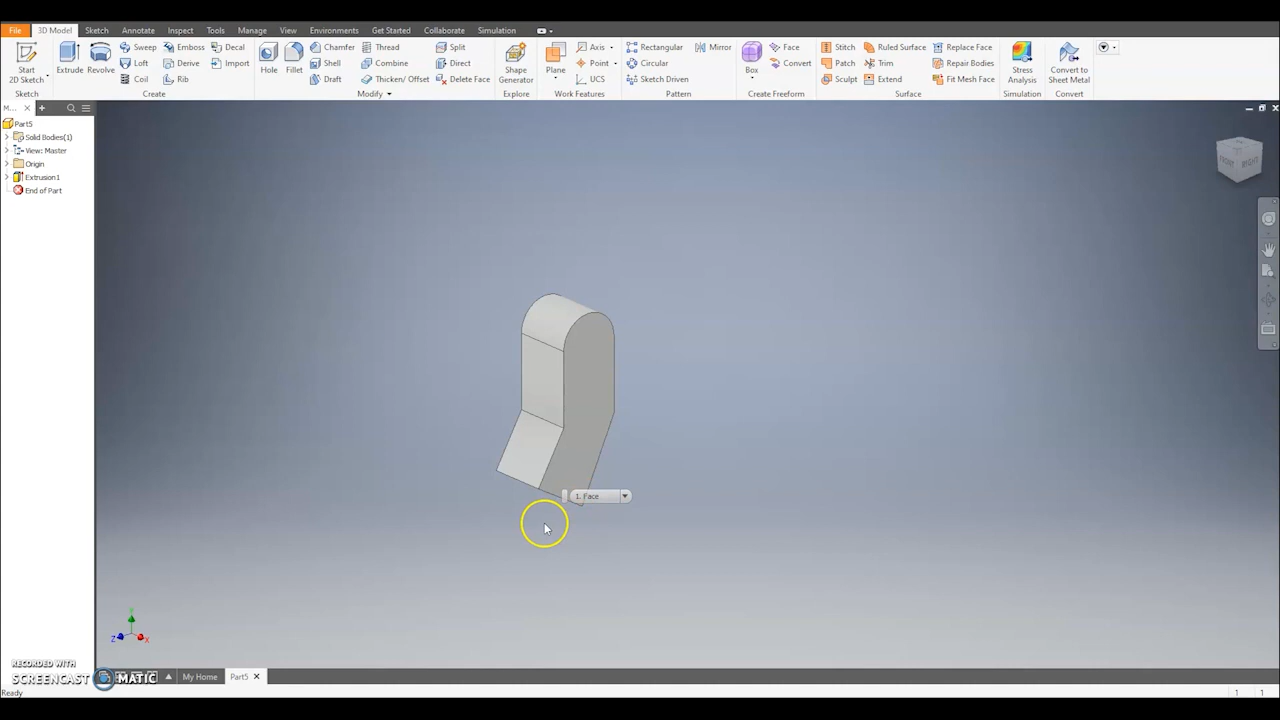 File 3D Model Sketch Annotate Inspect Tools Manage View Environments Get Started Collaborate Simulation
Start
2D Sketch
Extrude
Revolve
Sweep Emboss Decal
Loft Derive Import
Coil Rib
Hole
Fillet
Chamfer Thread Split
Shell Combine Direct
Draft Thicken/ Offset Delete Face
Shape
Generator
Plane
Axis
Point
UCS
Rectangular Mirror
Circular
Sketch Driven
Box
Face
Convert
Stitch Ruled Surface Replace Face
Patch Trim Repair Bodies
Sculpt Extend Fit Mesh Face
Stress
Analysis
Convert to
Sheet Metal
Sketch Create Modify Explore Work Features Pattern Create Freeform Surface Simulation Convert
M...
Part5
Solid Bodies(1)
View: Master
Origin
Extrusion1
End of Part
FRONT RIGHT
1. Face
Y
Z X
RECORDED WITH
SCREENCAST MATIC
My Home Part5
Ready 1 1